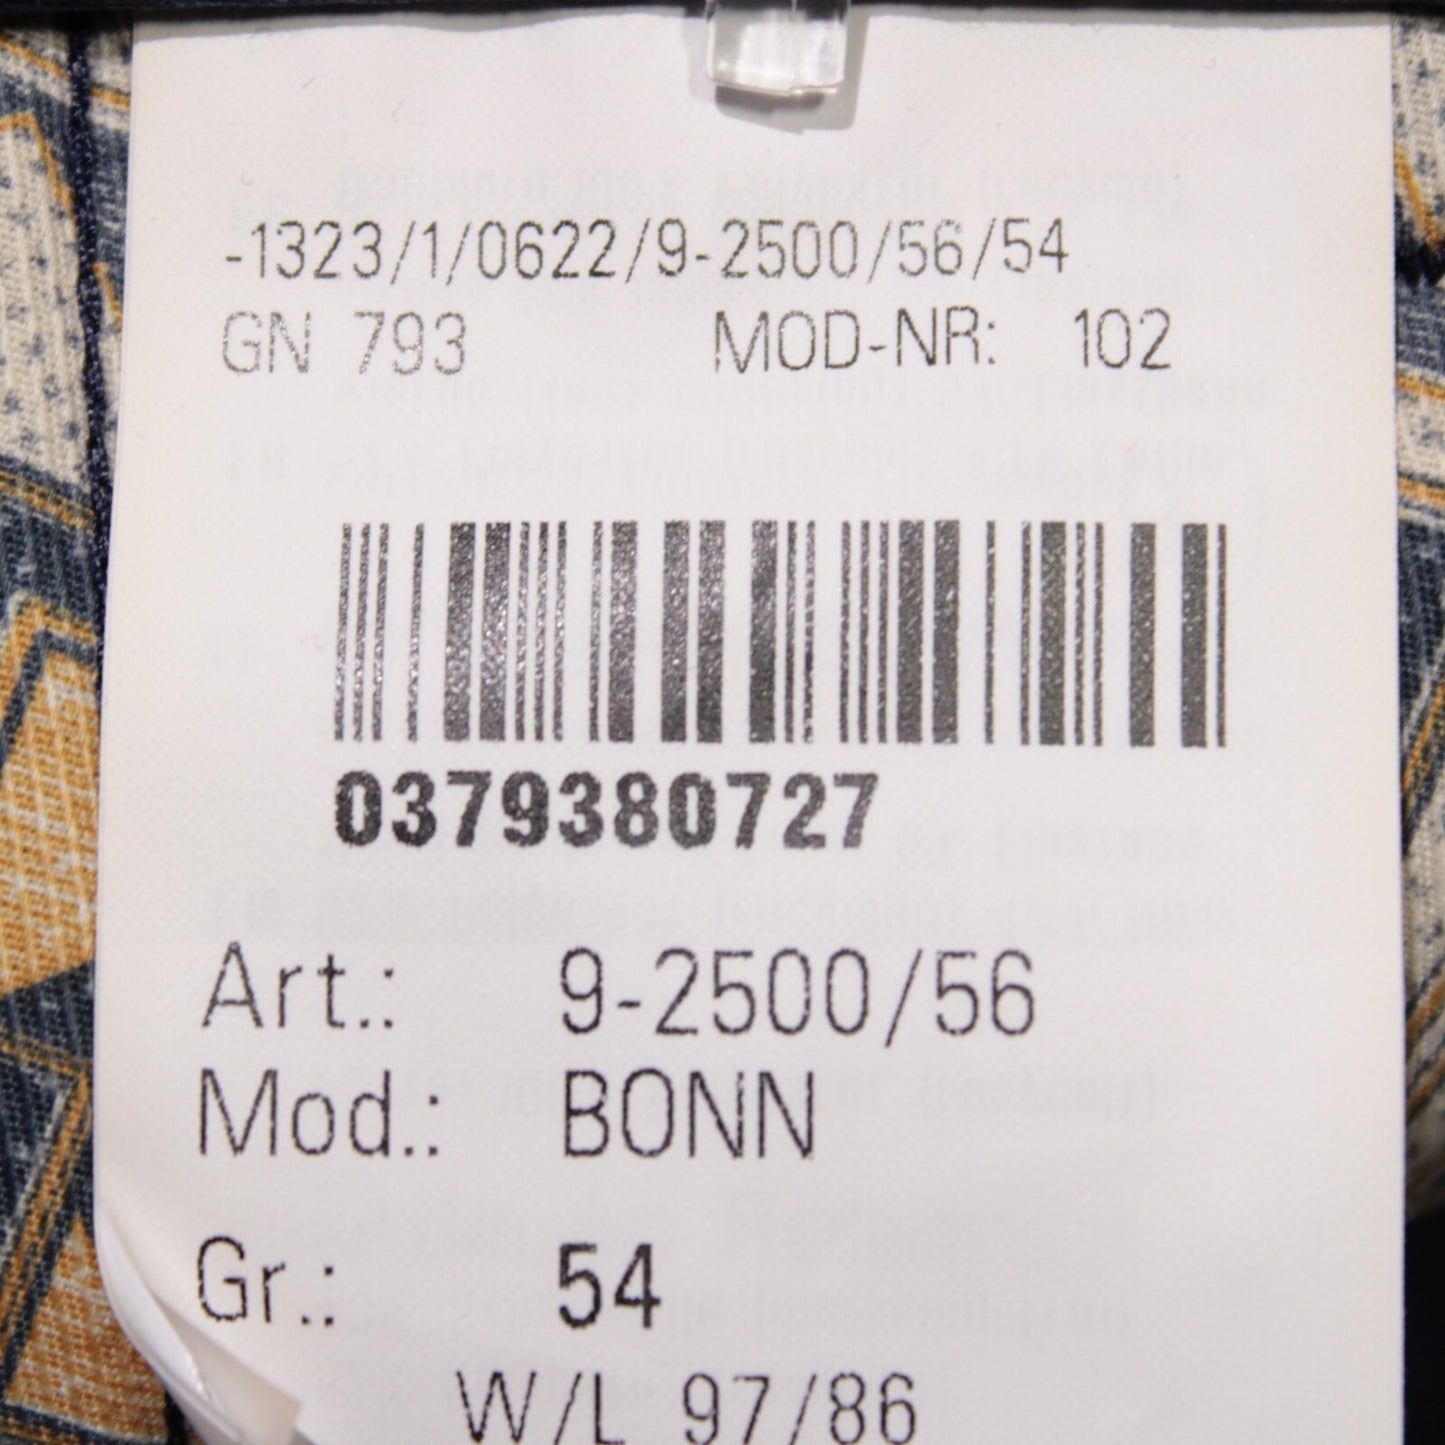 -1323/1/0622/9-2500/56/54
GN 793 MOD-NR: 102
0379380727
Art.: 9-2500/56
Mod.: BONN
Gr.: 54
W/L 97/86